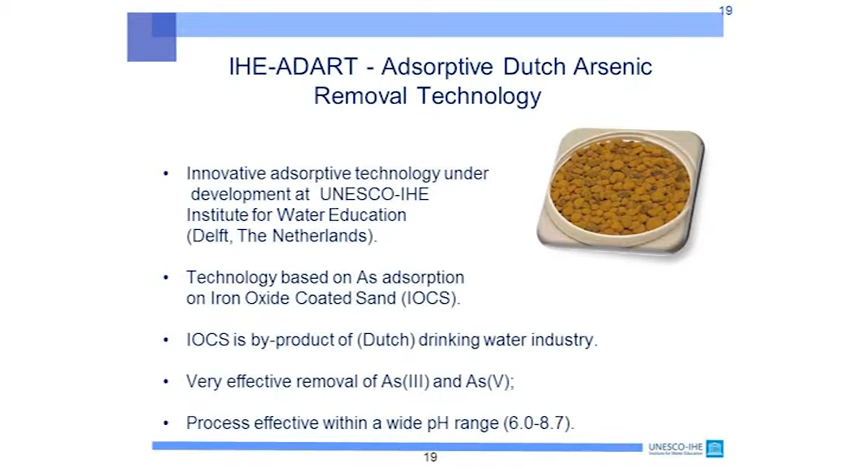 19
IHE-ADART - Adsorptive Dutch Arsenic
Removal Technology
• Innovative adsorptive technology under
development at UNESCO-IHE
Institute for Water Education
(Delft, The Netherlands).
• Technology based on As adsorption
on Iron Oxide Coated Sand (IOCS).
• IOCS is by-product of (Dutch) drinking water industry.
• Very effective removal of As(III) and As(V);
• Process effective within a wide pH range (6.0-8.7).
UNESCO-IHE
Institute for Water Education
19